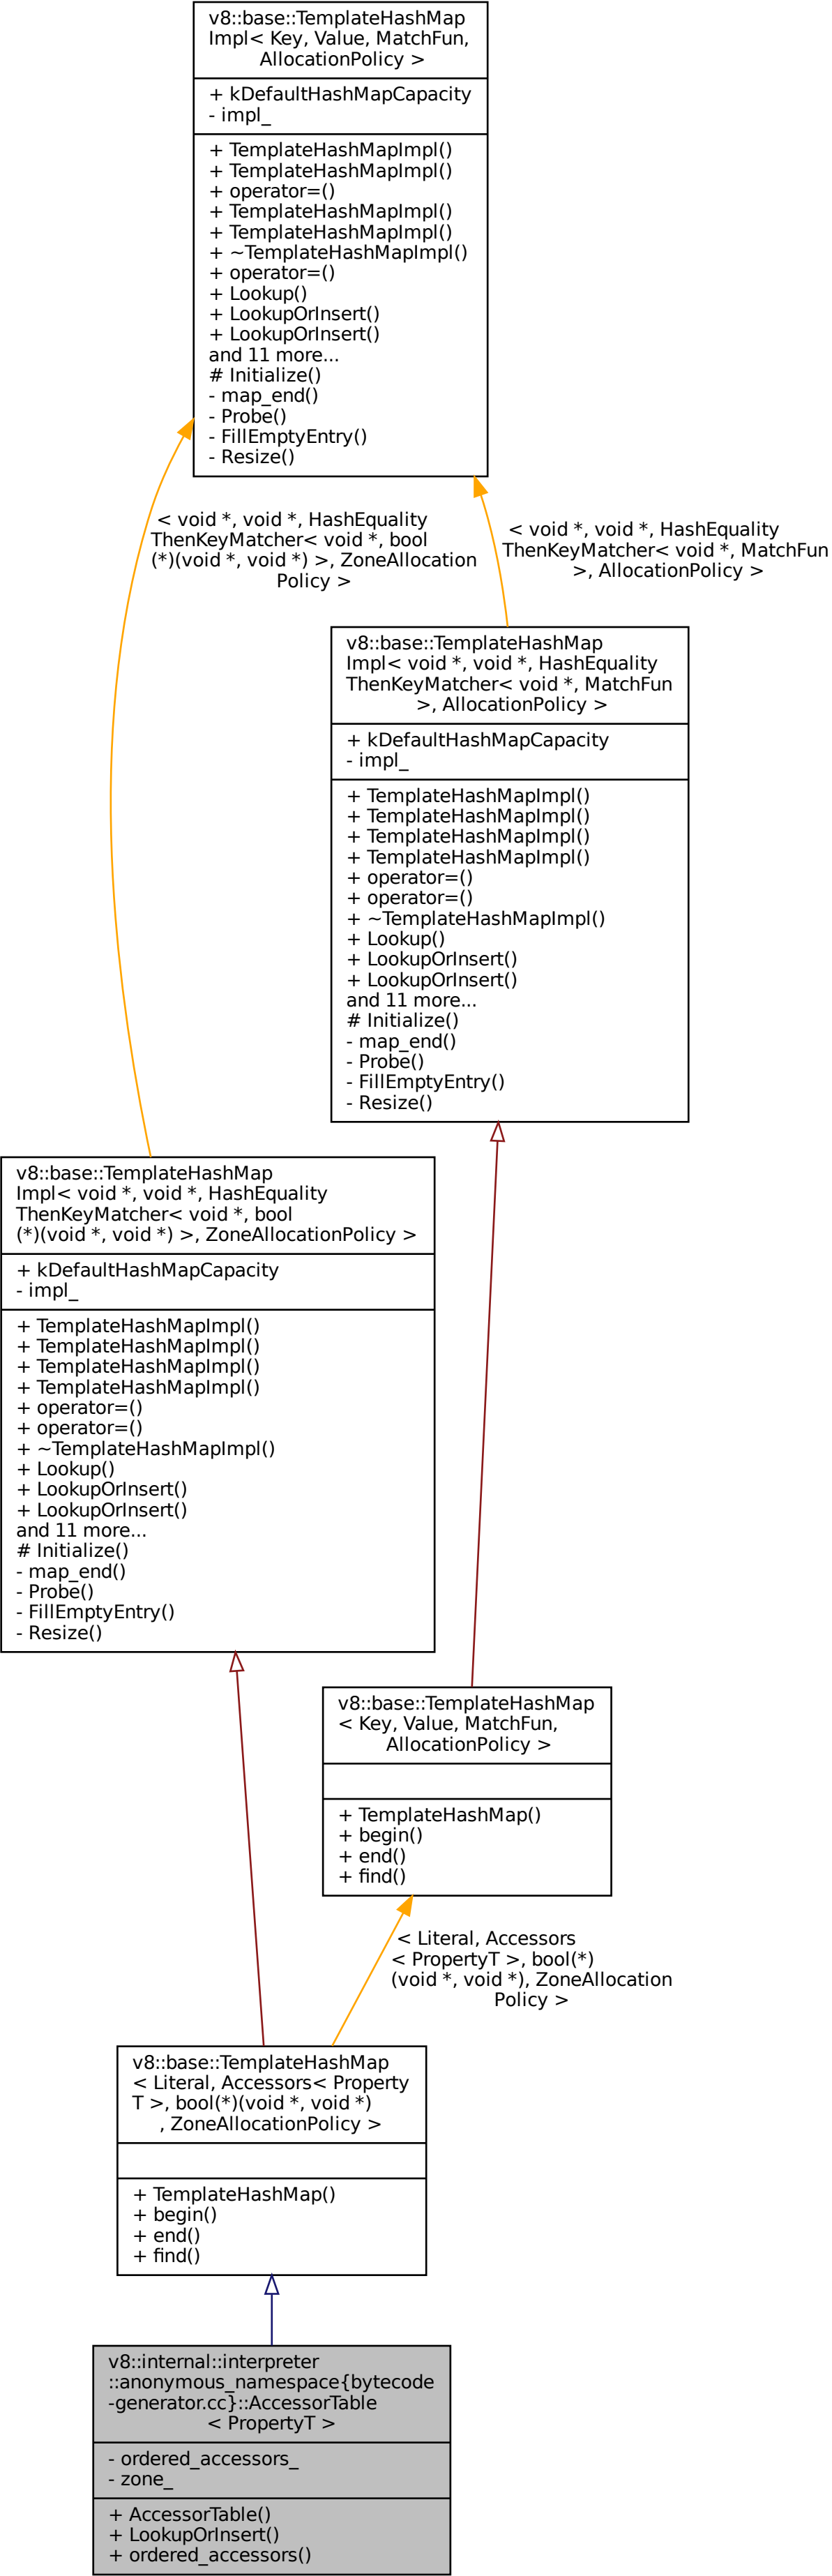 v8::base::TemplateHashMap
Impl< Key, Value, MatchFun,
AllocationPolicy >
+ kDefaultHashMapCapacity
- impl_
+ TemplateHashMapImpl()
+ TemplateHashMapImpl()
+ operator=()
+ TemplateHashMapImpl()
+ TemplateHashMapImpl()
+ ~TemplateHashMapImpl()
+ operator=()
+ Lookup()
+ LookupOrInsert()
+ LookupOrInsert()
and 11 more...
# Initialize()
- map_end()
- Probe()
- FillEmptyEntry()
- Resize()
< void *, void *, HashEquality
ThenKeyMatcher< void *, bool
(*)(void *, void *) >, ZoneAllocation
Policy >
< void *, void *, HashEquality
ThenKeyMatcher< void *, MatchFun
>, AllocationPolicy >
v8::base::TemplateHashMap
Impl< void *, void *, HashEquality
ThenKeyMatcher< void *, MatchFun
>, AllocationPolicy >
+ kDefaultHashMapCapacity
- impl_
+ TemplateHashMapImpl()
+ TemplateHashMapImpl()
+ TemplateHashMapImpl()
+ TemplateHashMapImpl()
+ operator=()
+ operator=()
+ ~TemplateHashMapImpl()
+ Lookup()
+ LookupOrInsert()
+ LookupOrInsert()
and 11 more...
# Initialize()
- map_end()
- Probe()
- FillEmptyEntry()
- Resize()
v8::base::TemplateHashMap
Impl< void *, void *, HashEquality
ThenKeyMatcher< void *, bool
(*)(void *, void *) >, ZoneAllocationPolicy >
+ kDefaultHashMapCapacity
- impl_
+ TemplateHashMapImpl()
+ TemplateHashMapImpl()
+ TemplateHashMapImpl()
+ TemplateHashMapImpl()
+ operator=()
+ operator=()
+ ~TemplateHashMapImpl()
+ Lookup()
+ LookupOrInsert()
+ LookupOrInsert()
and 11 more...
# Initialize()
- map_end()
- Probe()
- FillEmptyEntry()
- Resize()
v8::base::TemplateHashMap
< Key, Value, MatchFun,
AllocationPolicy >
+ TemplateHashMap()
+ begin()
+ end()
+ find()
< Literal, Accessors
< PropertyT >, bool(*)
(void *, void *), ZoneAllocation
Policy >
v8::base::TemplateHashMap
< Literal, Accessors< Property
T >, bool(*)(void *, void *)
, ZoneAllocationPolicy >
+ TemplateHashMap()
+ begin()
+ end()
+ find()
v8::internal::interpreter
::anonymous_namespace{bytecode
-generator.cc}::AccessorTable
< PropertyT >
- ordered_accessors_
- zone_
+ AccessorTable()
+ LookupOrInsert()
+ ordered_accessors()